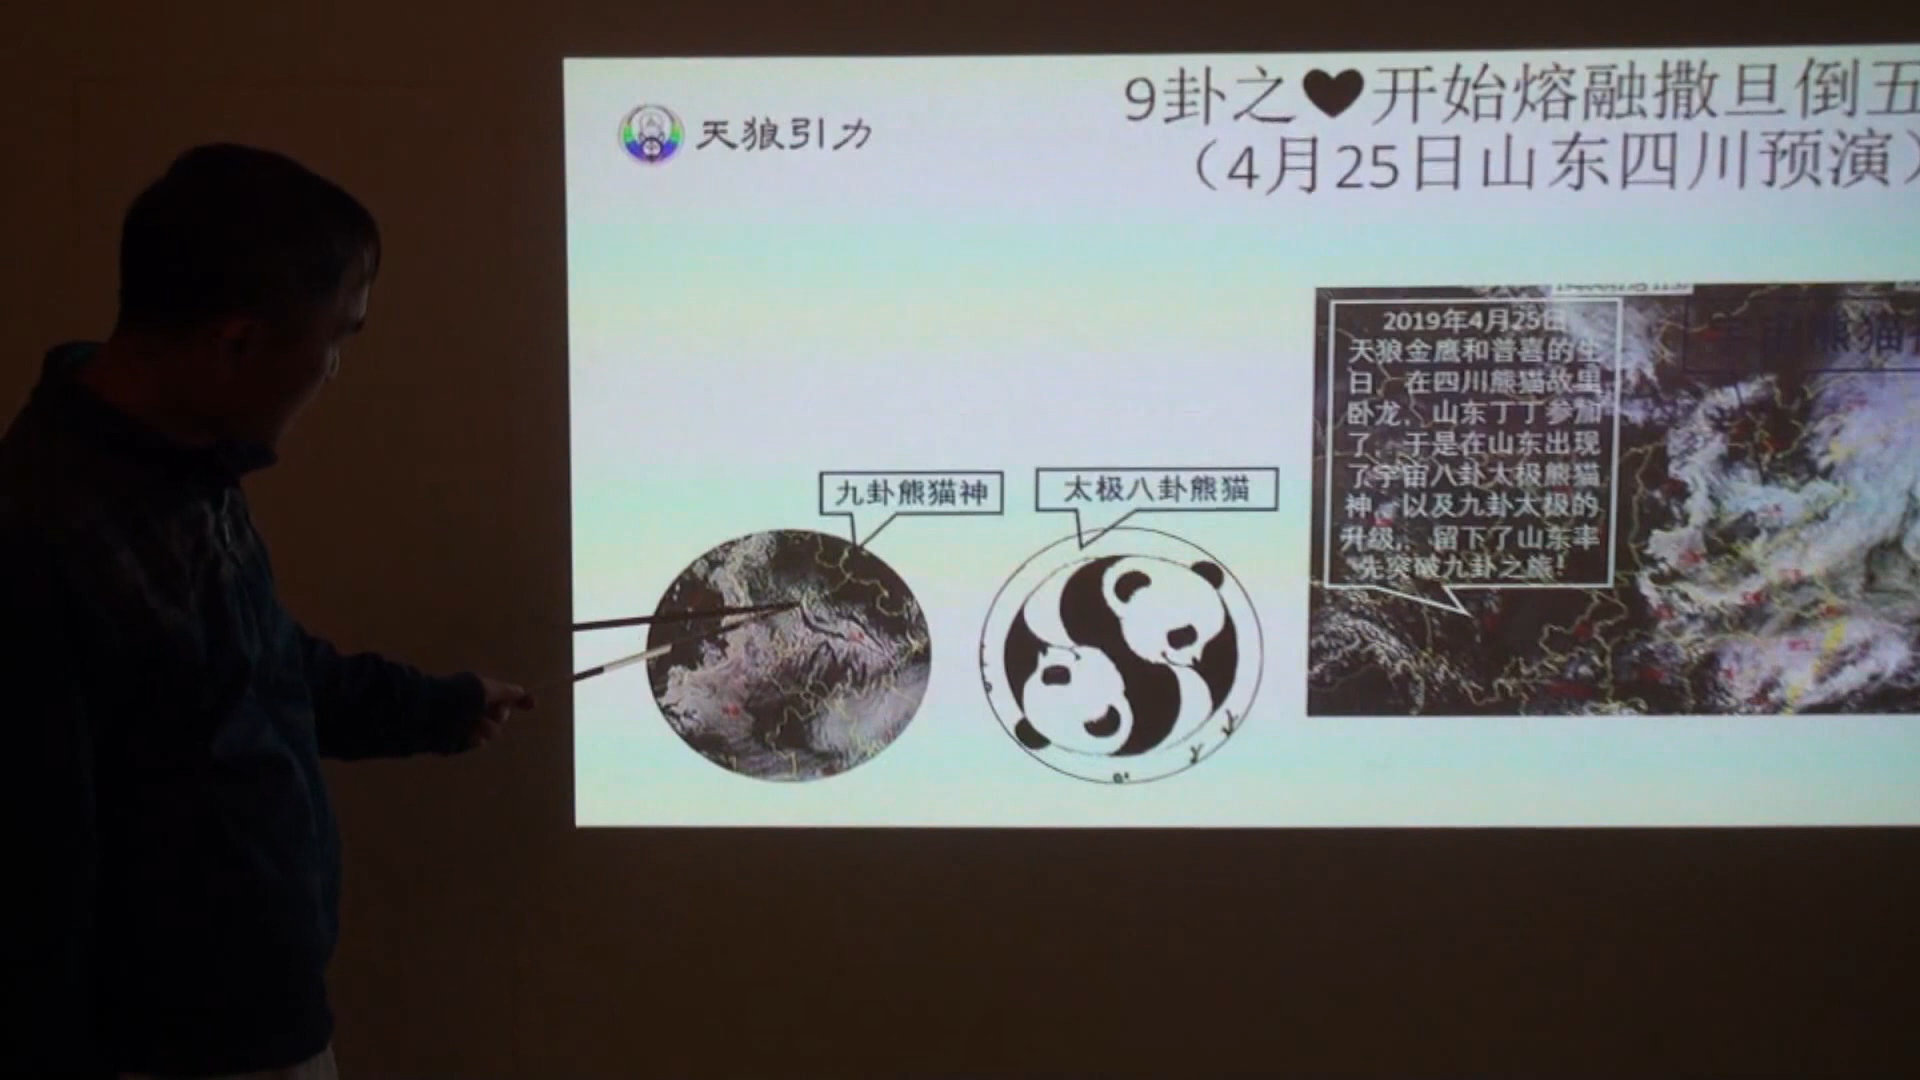 天狼引力
9卦之♥开始熔融撒旦倒五
（4月25日山东四川预演）
九卦熊猫神
太极八卦熊猫
2019年4月25日
天狼金鹰和普喜的生
日，在四川熊猫故里
卧龙，山东丁丁参加
了，于是在山东出现
了宇宙八卦太极熊猫
神，以及九卦太极的
升级，留下了山东率
先突破九卦之旅！
熊猫